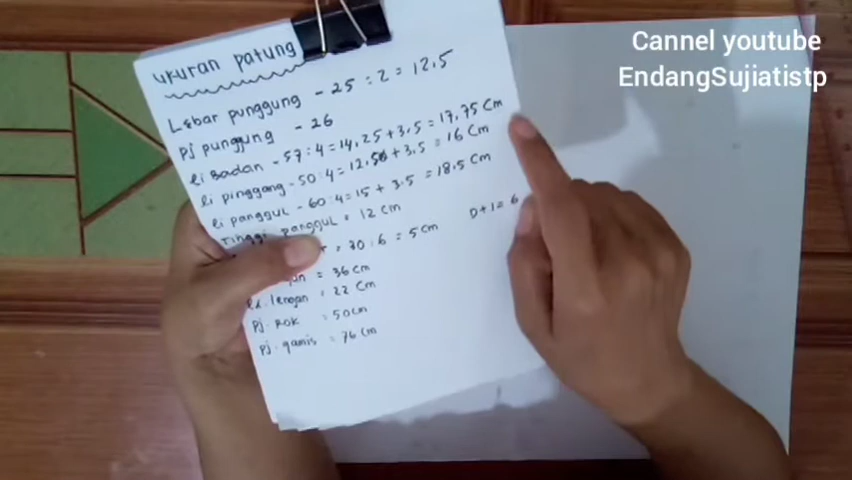 Cannel youtube
EndangSujiatistp
ukuran patung
Lebar punggung - 25 : 2 = 12,5
Pj pungung - 26
li Badan - 57 : 4 = 14,25 + 3,5 = 17,75 Cm
li pinggang - 50 : 4 = 12,50 + 3,5 = 16 Cm
li panggul - 60 : 4 = 15 + 3,5 = 18,5 Cm
Tinggi panggul = 12 Cm
= 30 : 6 = 5 Cm D + 1 = 6
= 36 Cm
li. lengan = 22 Cm
Pj. ROK : 50 Cm
Pj. gamis = 76 Cm